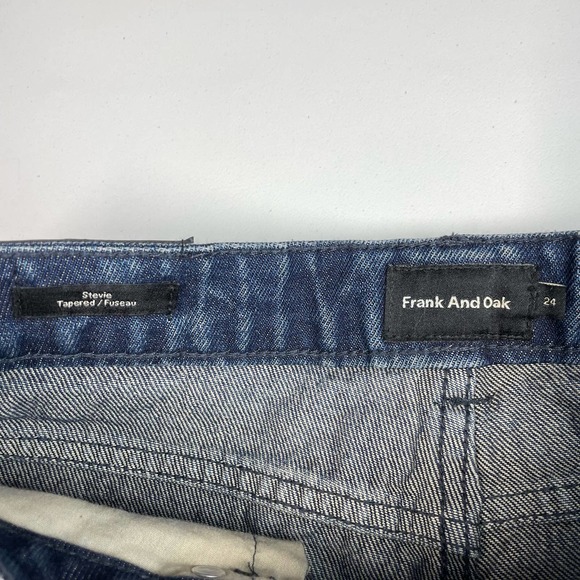 Stevie
Tapered / Fuseau
Frank And Oak
24